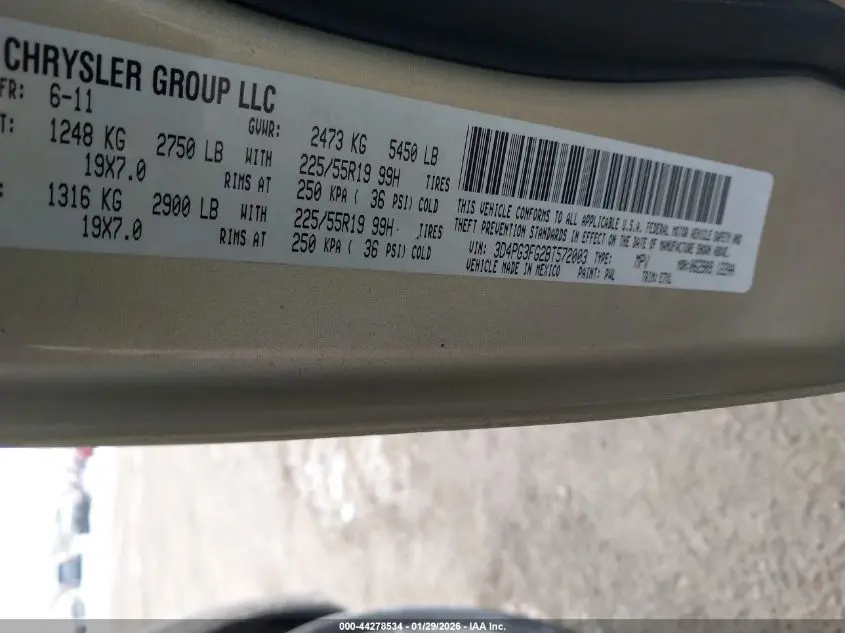 CHRYSLER GROUP LLC
FR: 6-11 GVWR: 2473 KG 5450 LB
T: 1248 KG 2750 LB WITH 225/55R19 99H TIRES
19X7.0 RIMS AT 250 KPA ( 36 PSI) COLD
: 1316 KG 2900 LB WITH 225/55R19 99H TIRES
19X7.0 RIMS AT 250 KPA ( 36 PSI) COLD
THIS VEHICLE CONFORMS TO ALL APPLICABLE U.S.A. FEDERAL MOTOR VEHICLE SAFETY AND
THEFT PREVENTION STANDARDS IN EFFECT ON THE DATE OF MANUFACTURE SHOWN ABOVE.
VIN: 3D4PG3FG2BT572003 TYPE: MPV MDH:
VEHICLE MADE IN MEXICO PAINT: TRIM:
000-44278534 - 01/29/2026 - IAA Inc.